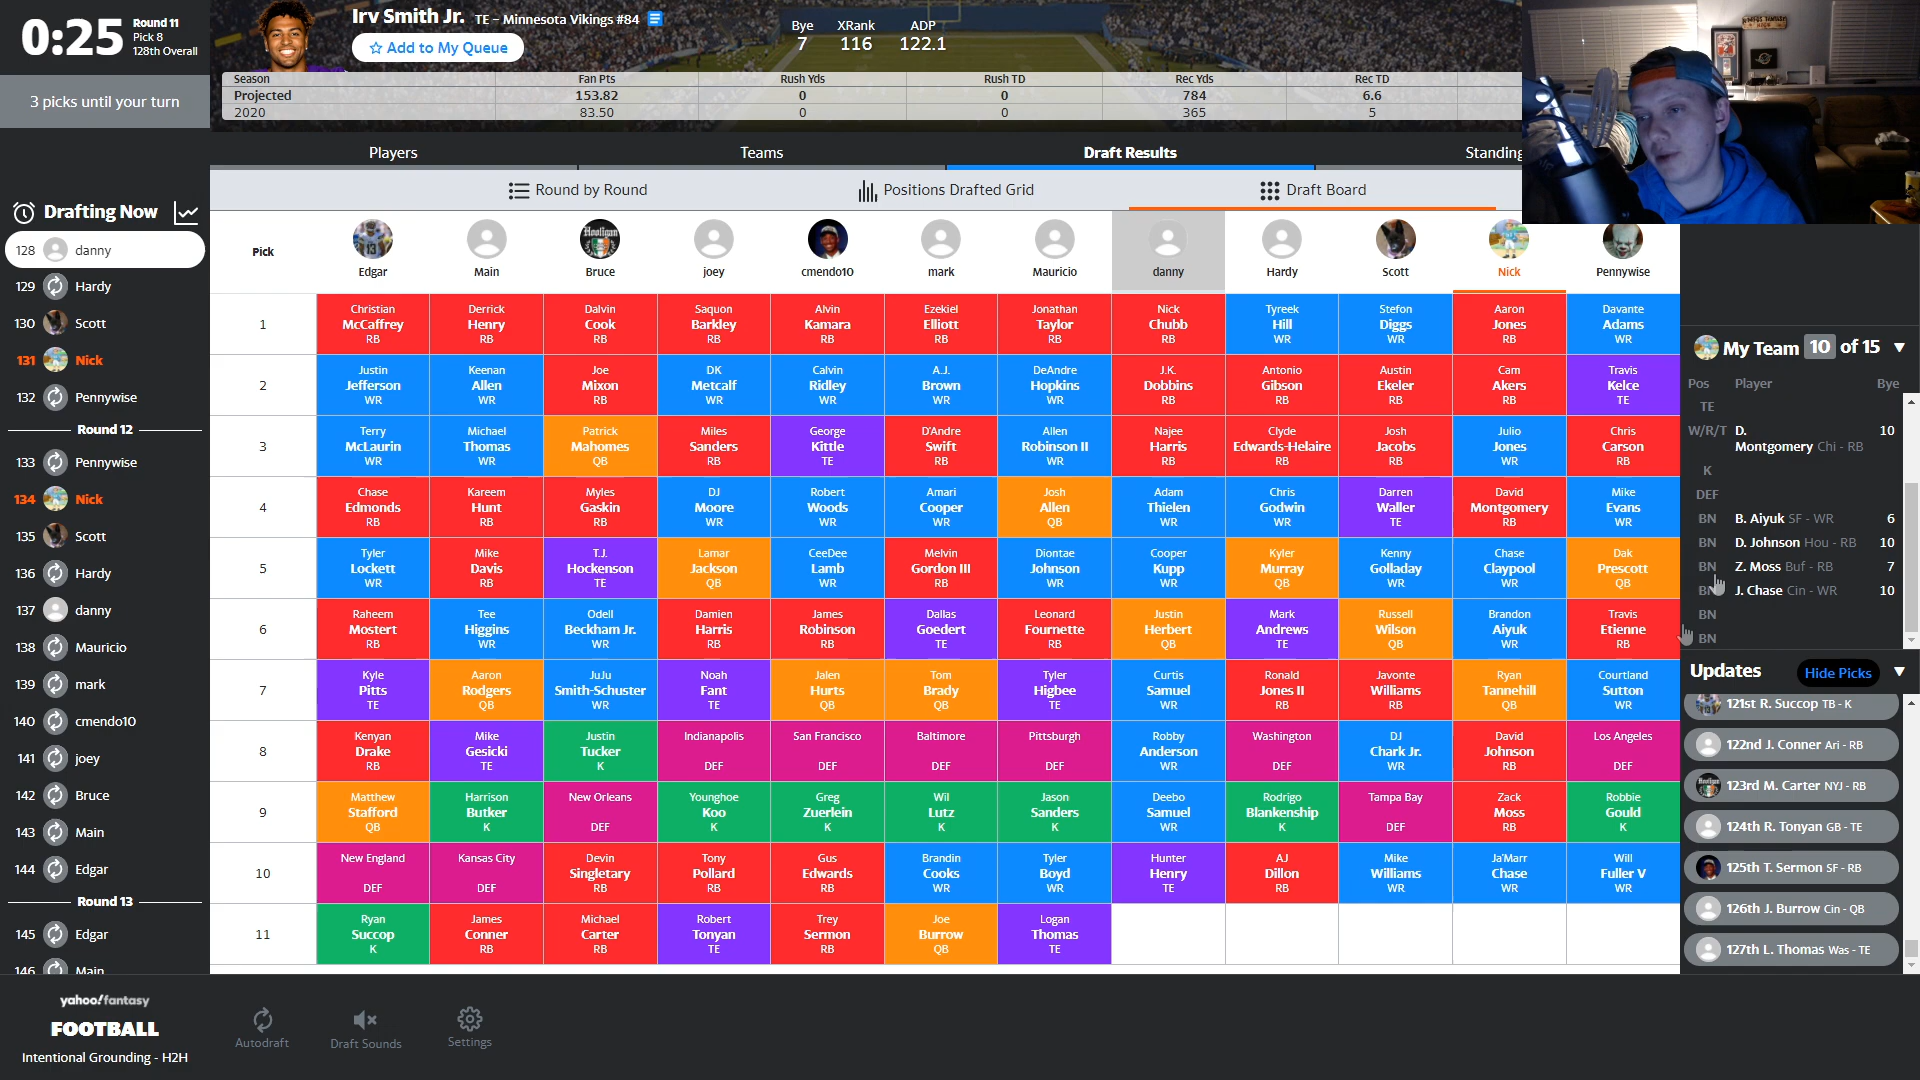 0:25
Round 11
Pick 8
128th Overall
3 picks until your turn
Irv Smith Jr. TE - Minnesota Vikings #84
Add to My Queue
Bye XRank ADP
7 116 122.1
Season Fan Pts Rush Yds Rush TD Rec Yds Rec TD
Projected 153.82 0 0 784 6.6
2020 83.50 0 0 365 5
Players Teams Draft Results Standing
Round by Round Positions Drafted Grid Draft Board
Drafting Now
128 danny
129 Hardy
130 Scott
131 Nick
132 Pennywise
Round 12
133 Pennywise
134 Nick
135 Scott
136 Hardy
137 danny
138 Mauricio
139 mark
140 cmendo10
141 joey
142 Bruce
143 Main
144 Edgar
Round 13
145 Edgar
146 Main
Pick Edgar Main Bruce joey cmendo10 mark Mauricio danny Hardy Scott Nick Pennywise
Christian Derrick Dalvin Saquon Alvin Ezekiel Jonathan Nick Tyreek Stefon Aaron Davante
1 McCaffrey Henry Cook Barkley Kamara Elliott Taylor Chubb Hill Diggs Jones Adams
RB RB RB RB RB RB RB RB WR WR RB WR
Justin Keenan Joe DK Calvin A.J. DeAndre J.K. Antonio Austin Cam Travis
2 Jefferson Allen Mixon Metcalf Ridley Brown Hopkins Dobbins Gibson Ekeler Akers Kelce
WR WR RB WR WR WR WR RB RB RB RB TE
Terry Michael Patrick Miles George D'Andre Allen Najee Clyde Josh Julio Chris
3 McLaurin Thomas Mahomes Sanders Kittle Swift Robinson II Harris Edwards-Helaire Jacobs Jones Carson
WR WR QB RB TE RB WR RB RB RB WR RB
Chase Kareem Myles DJ Robert Amari Josh Adam Chris Darren David Mike
4 Edmonds Hunt Gaskin Moore Woods Cooper Allen Thielen Godwin Waller Montgomery Evans
RB RB RB WR WR WR QB WR WR TE RB WR
Tyler Mike T.J. Lamar CeeDee Melvin Diontae Cooper Kyler Kenny Chase Dak
5 Lockett Davis Hockenson Jackson Lamb Gordon III Johnson Kupp Murray Golladay Claypool Prescott
WR RB TE QB WR RB WR WR QB WR WR QB
Raheem Tee Odell Damien James Dallas Leonard Justin Mark Russell Brandon Travis
6 Mostert Higgins Beckham Jr. Harris Robinson Goedert Fournette Herbert Andrews Wilson Aiyuk Etienne
RB WR WR RB RB TE RB QB TE QB WR RB
Kyle Aaron JuJu Noah Jalen Tom Tyler Curtis Ronald Javonte Ryan Courtland
7 Pitts Rodgers Smith-Schuster Fant Hurts Brady Higbee Samuel Jones II Williams Tannehill Sutton
TE QB WR TE QB QB TE WR RB RB QB WR
Kenyan Mike Justin Indianapolis San Francisco Baltimore Pittsburgh Robby Washington DJ David Los Angeles
8 Drake Gesicki Tucker Anderson Chark Jr. Johnson
RB TE K DEF DEF DEF DEF WR DEF WR RB DEF
Matthew Harrison New Orleans Younghoe Greg Wil Jason Deebo Rodrigo Tampa Bay Zack Robbie
9 Stafford Butker Koo Zuerlein Lutz Sanders Samuel Blankenship Moss Gould
QB K DEF K K K K WR K DEF RB K
New England Kansas City Devin Tony Gus Brandin Tyler Hunter AJ Mike Ja'Marr Will
10 Singletary Pollard Edwards Cooks Boyd Henry Dillon Williams Chase Fuller V
DEF DEF RB RB RB WR WR TE RB WR WR WR
Ryan James Michael Robert Trey Joe Logan
11 Succop Conner Carter Tonyan Sermon Burrow Thomas
K RB RB TE RB QB TE
My Team 10 of 15
Pos Player Bye
TE
W/R/T D. Montgomery Chi - RB 10
K
DEF
BN B. Aiyuk SF - WR 6
BN D. Johnson Hou - RB 10
BN Z. Moss Buf - RB 7
BN J. Chase Cin - WR 10
BN
BN
Updates Hide Picks
121st R. Succop TB - K
122nd J. Conner Ari - RB
123rd M. Carter NYJ - RB
124th R. Tonyan GB - TE
125th T. Sermon SF - RB
126th J. Burrow Cin - QB
127th L. Thomas Was - TE
yahoo!fantasy
FOOTBALL
Intentional Grounding - H2H
Autodraft Draft Sounds Settings